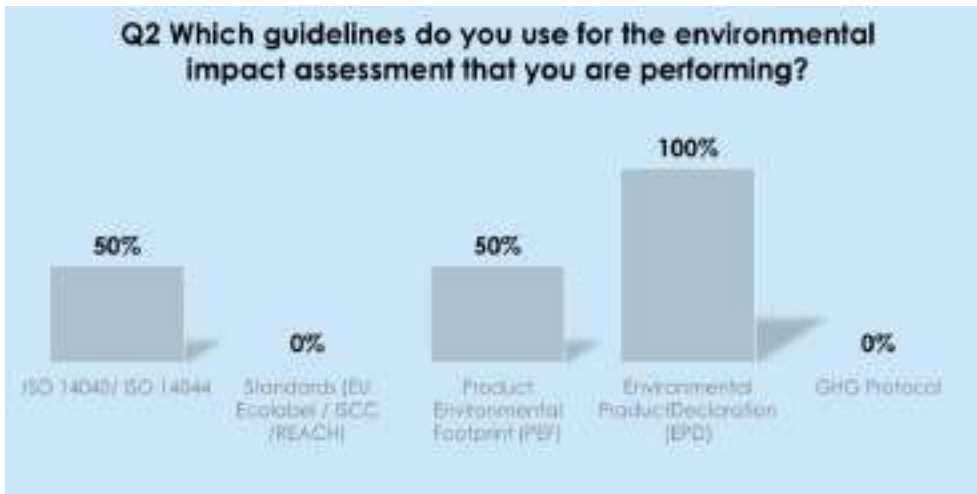 Q2 Which guidelines do you use for the environmental
impact assessment that you are performing?
100%
50%
50%
0%
0%
ISO 14040/ ISO 14044
Standards (EU
Ecolabel / ISCC
/REACH)
Product
Environmental
Footprint (PEF)
Environmental
ProductDeclaration
(EPD)
GHG Protocol